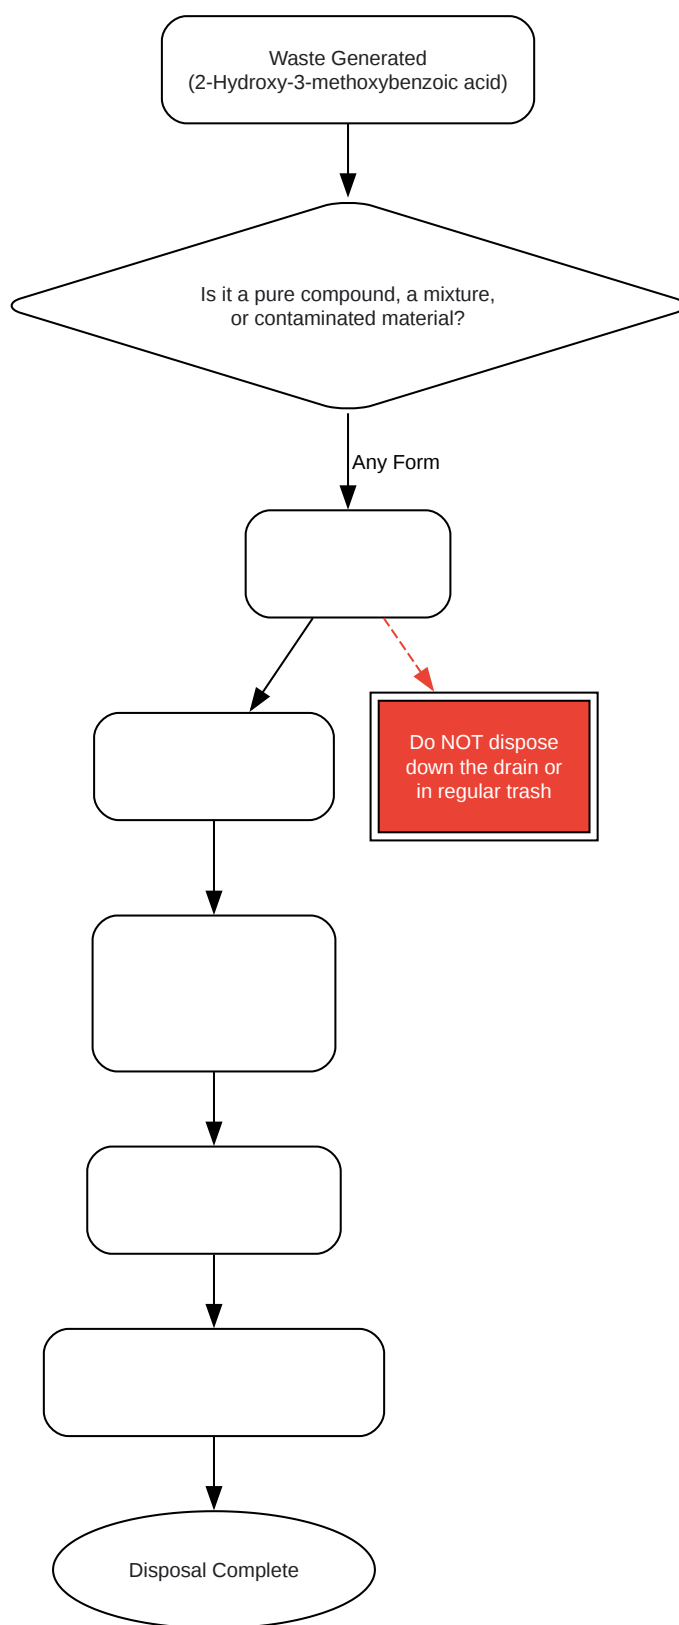 Waste Generated
(2-Hydroxy-3-methoxybenzoic acid)
Is it a pure compound, a mixture,
or contaminated material?
Any Form
Do NOT dispose
down the drain or
in regular trash
Disposal Complete